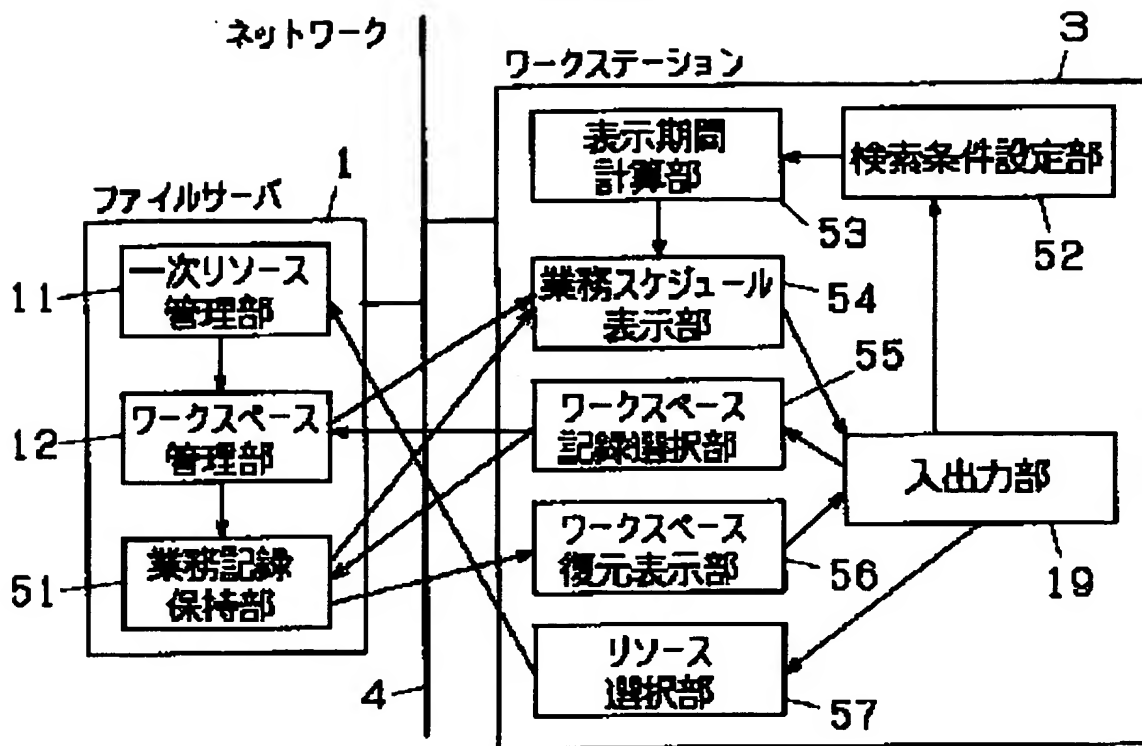 ネットワーク
3
ワークステーション
表示期間
計算部
検索条件設定部
53
52
1
ファイルサーバ
11
一次リソース
管理部
業務スケジュール
表示部
54
55
12
ワークスペース
管理部
ワークスペース
記録選択部
入出力部
19
51
業務記録
保持部
ワークスペース
復元表示部
56
4
リソース
選択部
57